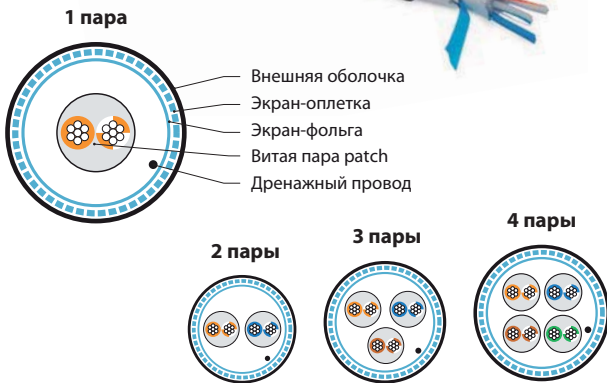 1 пара
Внешняя оболочка
Экран-оплетка
Экран-фольга
Витая пара patch
Дренажный провод
2 пары
3 пары
4 пары